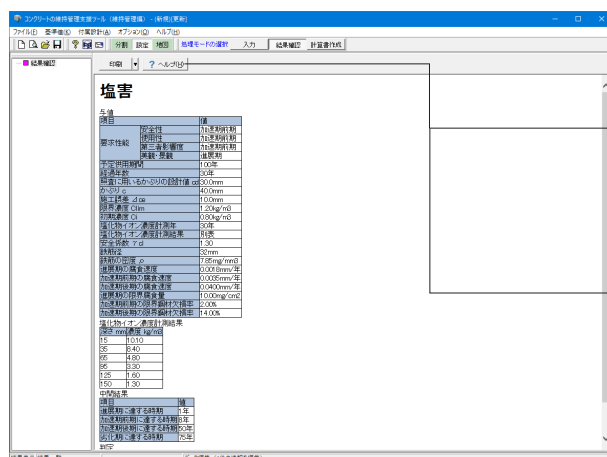 コンクリートの維持管理支援ツール（維持管理編） - (新規)(更新)
ファイル(F) 基準値(K) 付属設計(A) オプション(O) ヘルプ(H)
分割 設定 地図 処理モードの選択 入力 結果確認 計算書作成
結果確認
印刷 ? ヘルプ(H)
塩害
与値
項目 値
要求性能 安全性 加速期前期
使用性 加速期前期
第三者影響度 加速期前期
美観・景観 進展期
予定供用期間 100年
経過年数 30年
照査に用いるかぶりの設計値 cd 30.0mm
かぶり c 40.0mm
施工誤差 Δce 10.0mm
限界濃度 Clim 1.20kg/m3
初期濃度 Ci 0.80kg/m3
塩化物イオン濃度計測年 30年
塩化物イオン濃度計測結果 別表
安全係数 γcl 1.30
鉄筋径 32mm
鉄筋の密度 ρ 7.85mg/mm3
進展期の腐食速度 0.0018mm/年
加速期前期の腐食速度 0.0035mm/年
加速期後期の腐食速度 0.0400mm/年
進展期の限界腐食量 10.00mg/cm2
加速期前期の限界鋼材欠損率 2.00%
加速期後期の限界鋼材欠損率 14.00%
塩化物イオン濃度計測結果
深さ mm 濃度 kg/m3
15 10.10
35 8.40
65 4.80
95 3.30
125 1.60
150 1.30
中間結果
項目 値
進展期に達する時期 1年
加速期前期に達する時期 8年
加速期後期に達する時期 50年
劣化期に達する時期 75年
判定